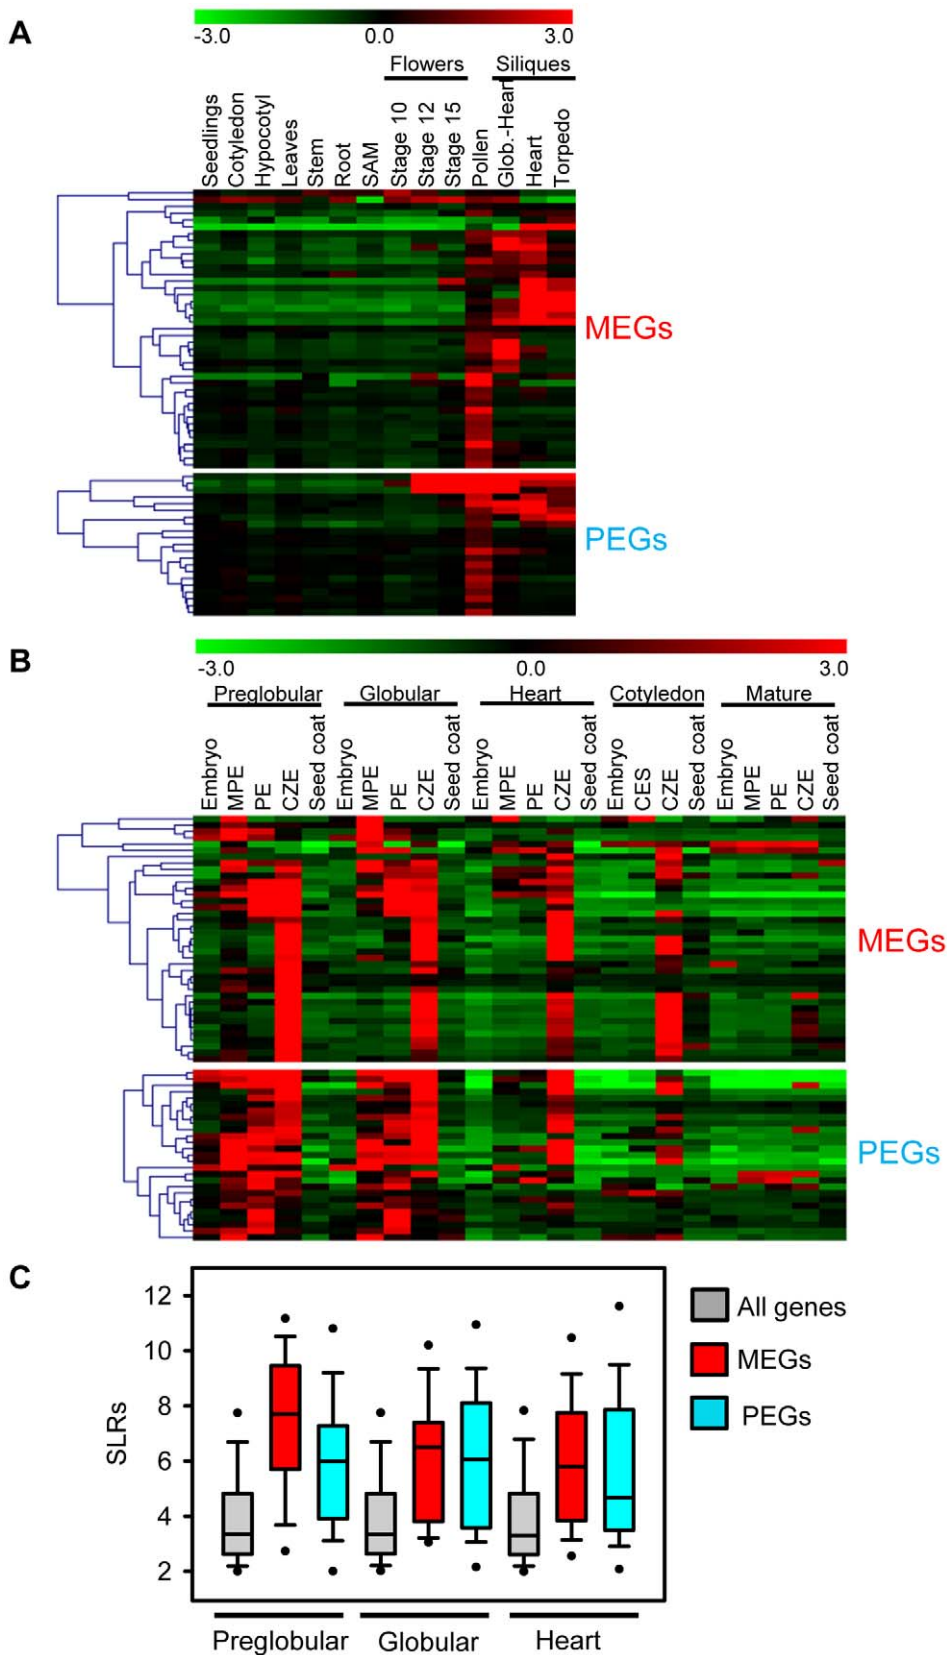 A
-3.0 0.0 3.0
Flowers Siliques
Seedlings Cotyledon Hypocotyl Leaves Stem Root SAM Stage 10 Stage 12 Stage 15 Pollen Glob.-Heart Heart Torpedo
MEGs
PEGs
B
-3.0 0.0 3.0
Preglobular Globular Heart Cotyledon Mature
Embryo MPE PE CZE Seed coat Embryo MPE PE CZE Seed coat Embryo MPE PE CZE Seed coat Embryo CES CZE Seed coat Embryo MPE PE CZE Seed coat
MEGs
PEGs
C
SLRs
12
10
8
6
4
2
All genes
MEGs
PEGs
Preglobular Globular Heart